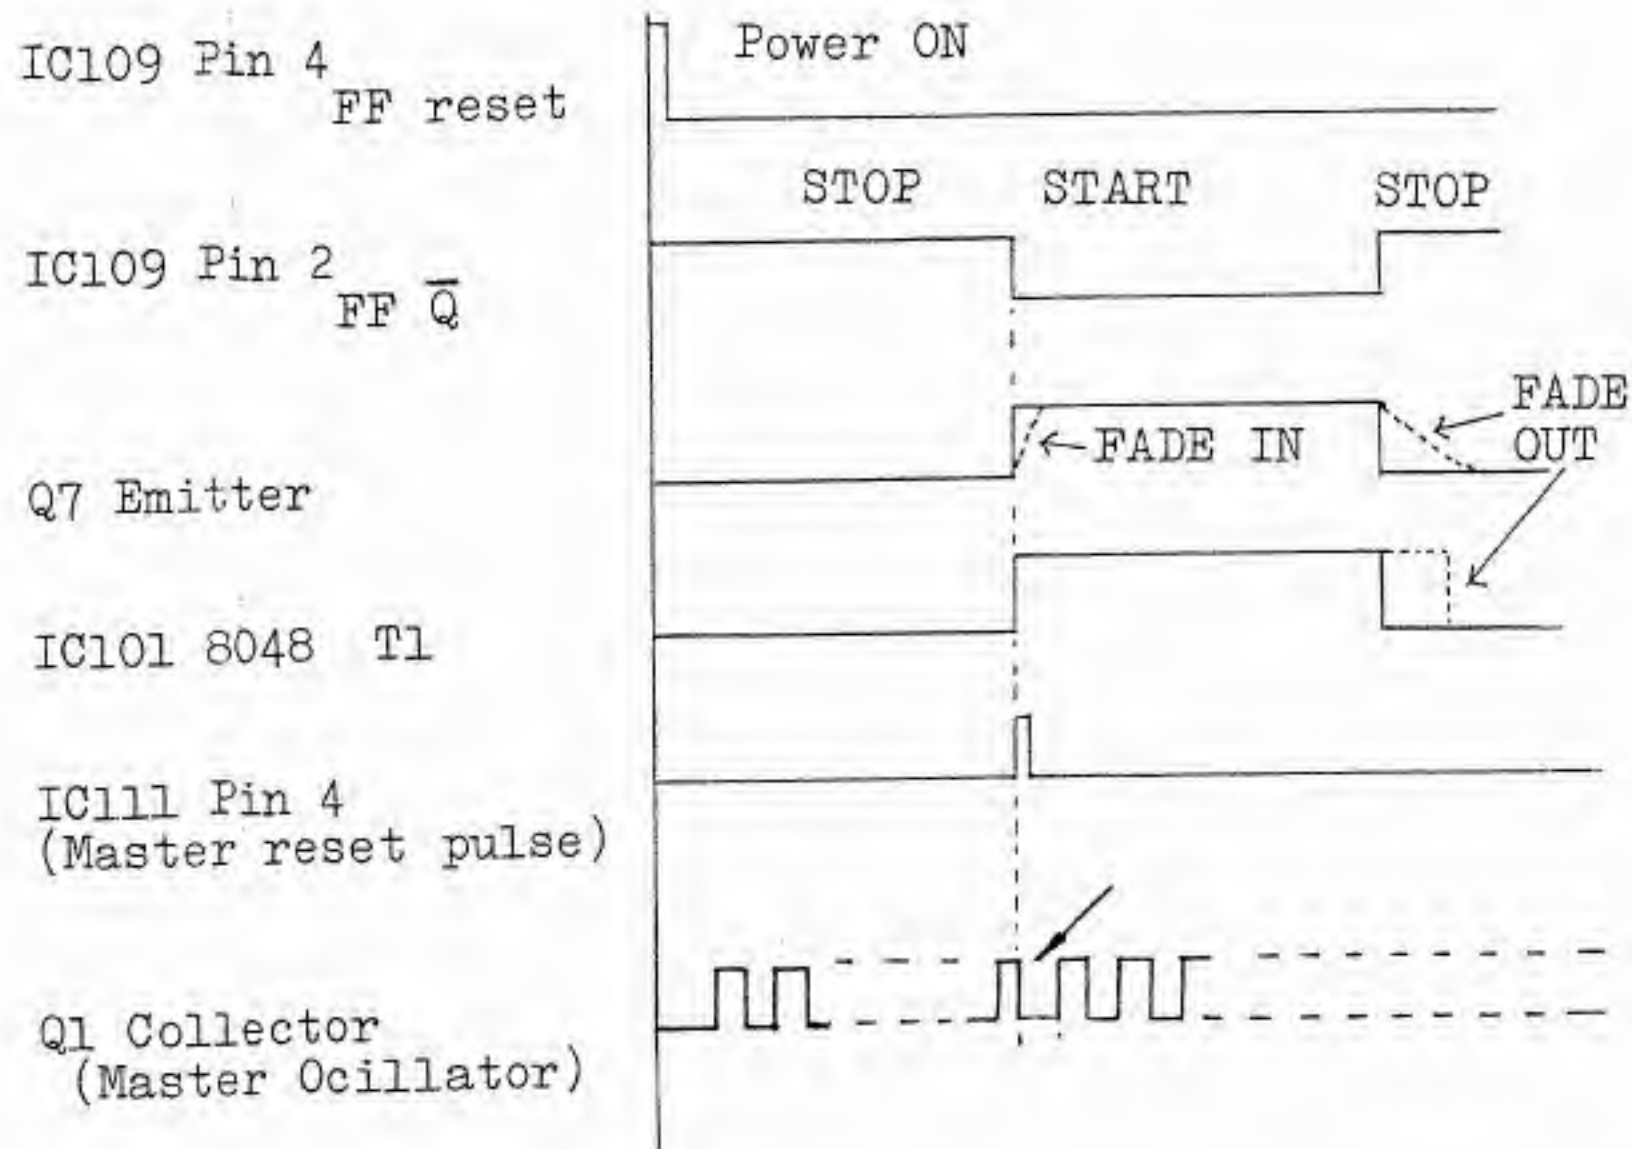 IC109 Pin 4
FF reset
Power ON
STOP START STOP
IC109 Pin 2
FF Q̅
FADE
OUT
FADE IN
Q7 Emitter
IC101 8048 T1
IC111 Pin 4
(Master reset pulse)
Q1 Collector
(Master Ocillator)